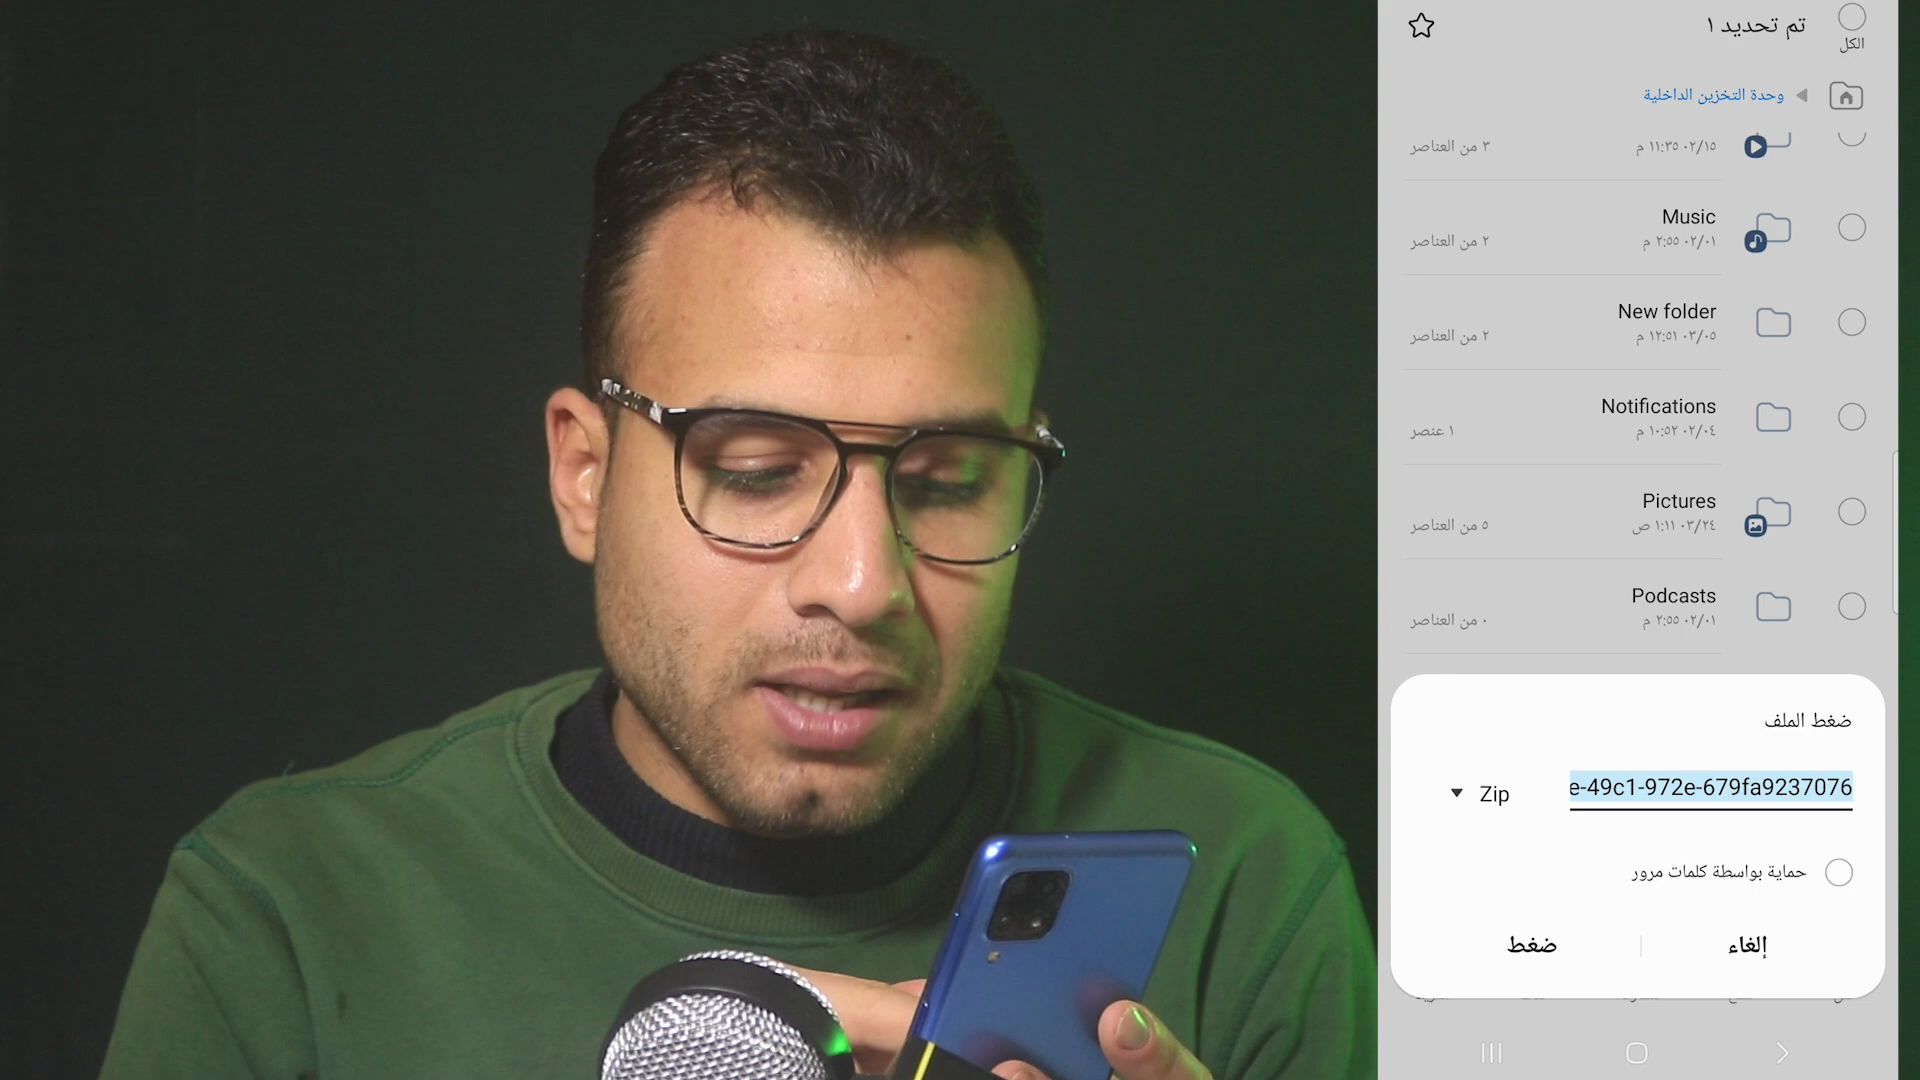 تم تحديد ١
الكل
وحدة التخزين الداخلية
٠٢/١٥ ١١:٣٥ م
٣ من العناصر
Music
٠٢/٠١ ٢:٥٥ م
٢ من العناصر
New folder
٠٣/٠٥ ١٢:٥١ م
٢ من العناصر
Notifications
٠٢/٠٤ ١٠:٥٢ م
١ عنصر
Pictures
٠٣/٢٤ ١:١١ ص
٥ من العناصر
Podcasts
٠٢/٠١ ٢:٥٥ م
٠ من العناصر
ضغط الملف
e-49c1-972e-679fa9237076
Zip
حماية بواسطة كلمات مرور
إلغاء
ضغط